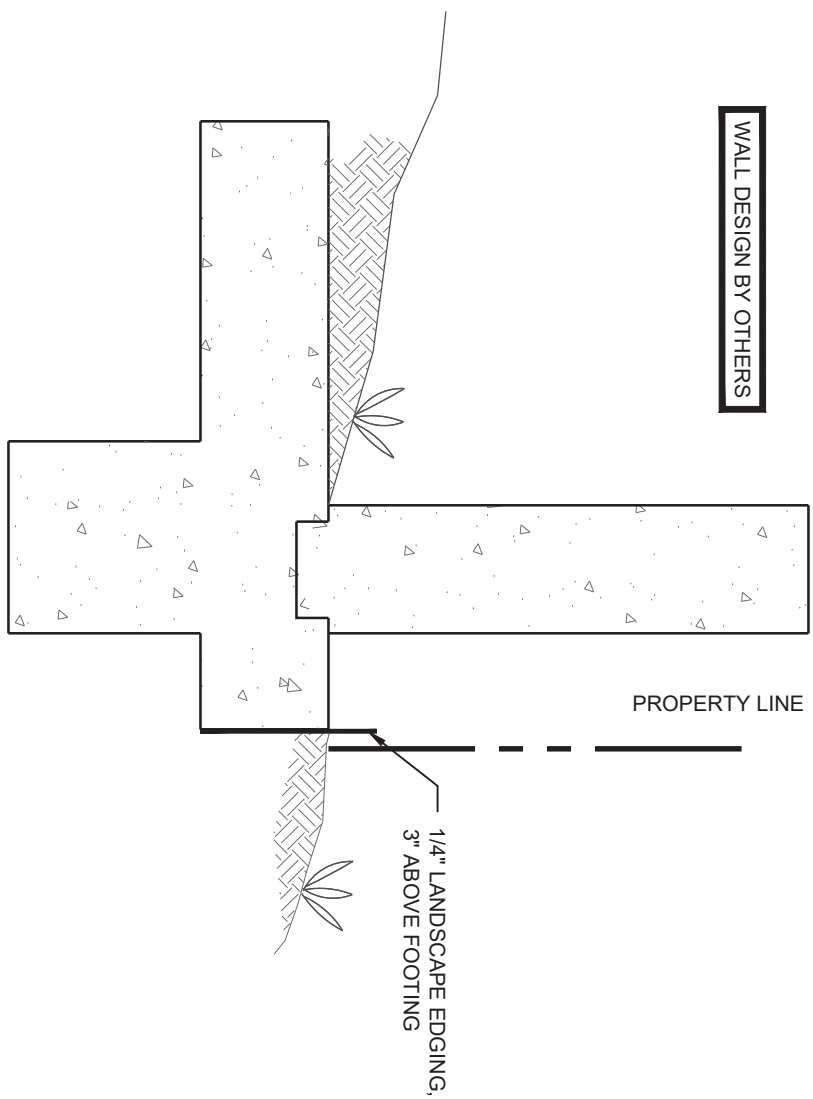 WALL DESIGN BY OTHERS
PROPERTY LINE
1/4" LANDSCAPE EDGING,
3" ABOVE FOOTING